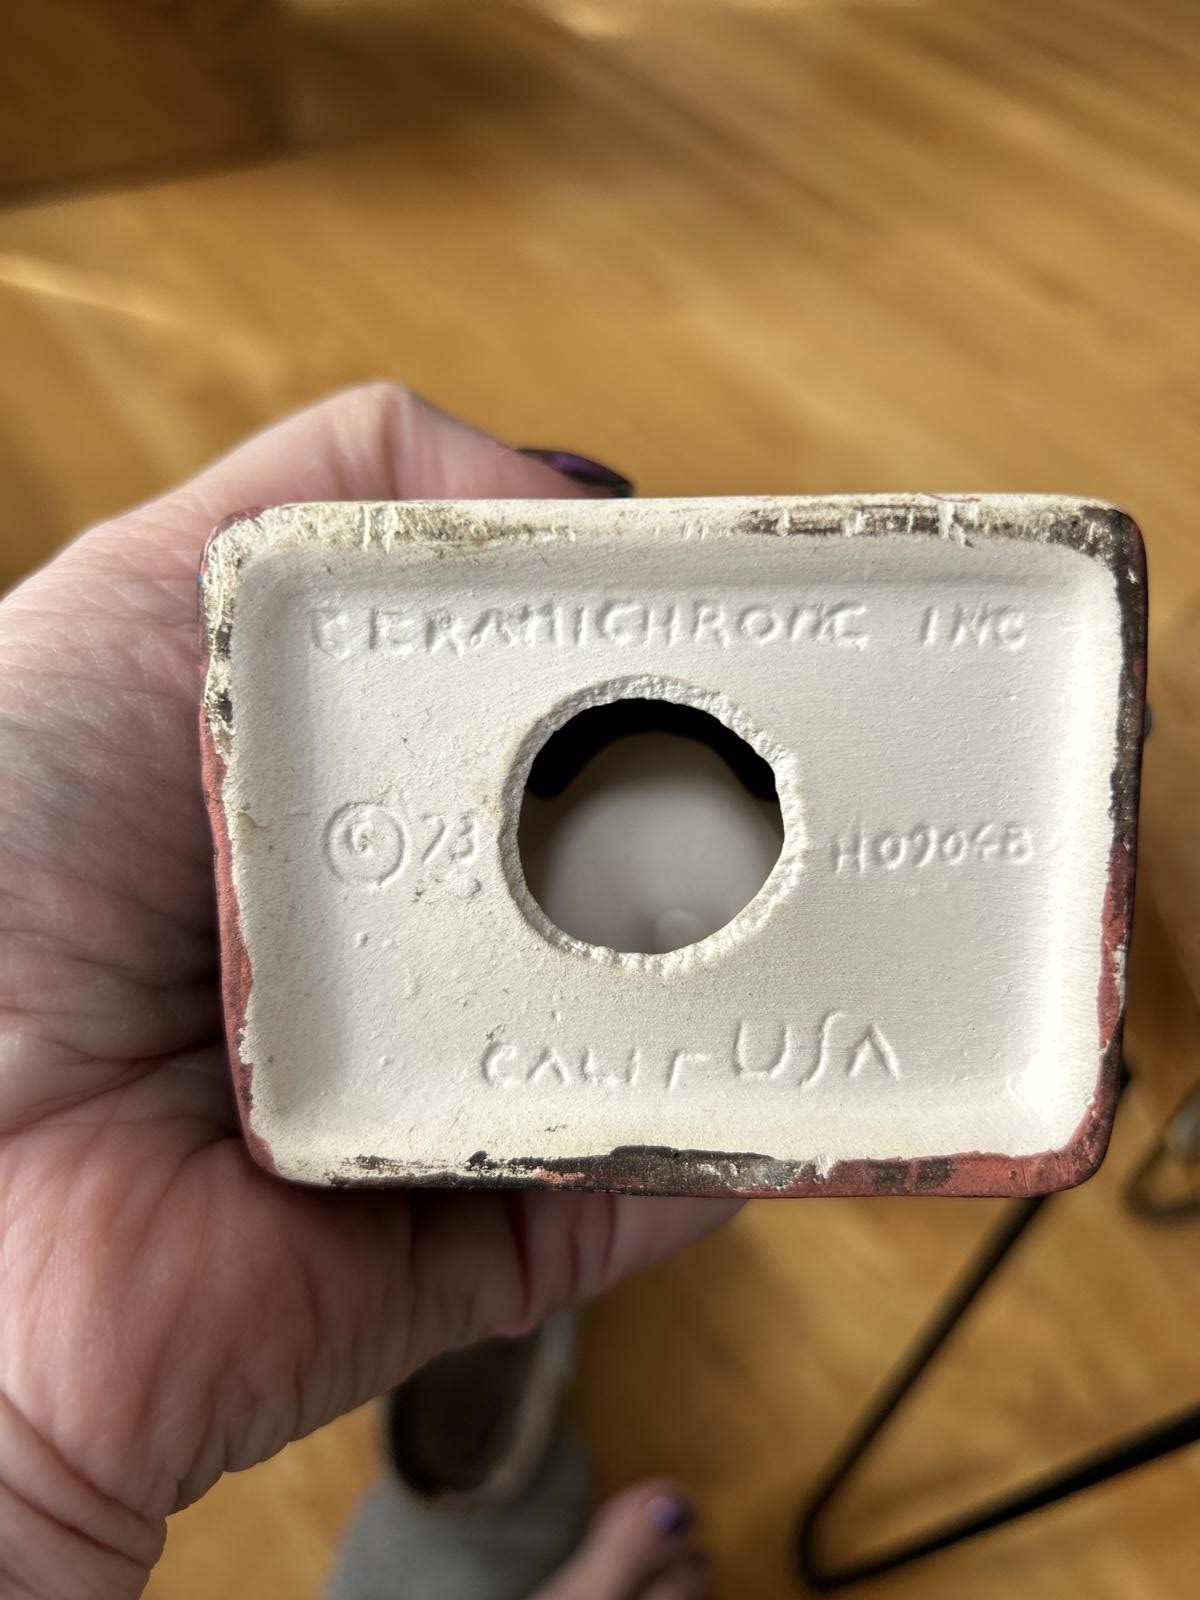 CERAMICHROME INC
© 73 H0904B
CALIF USA